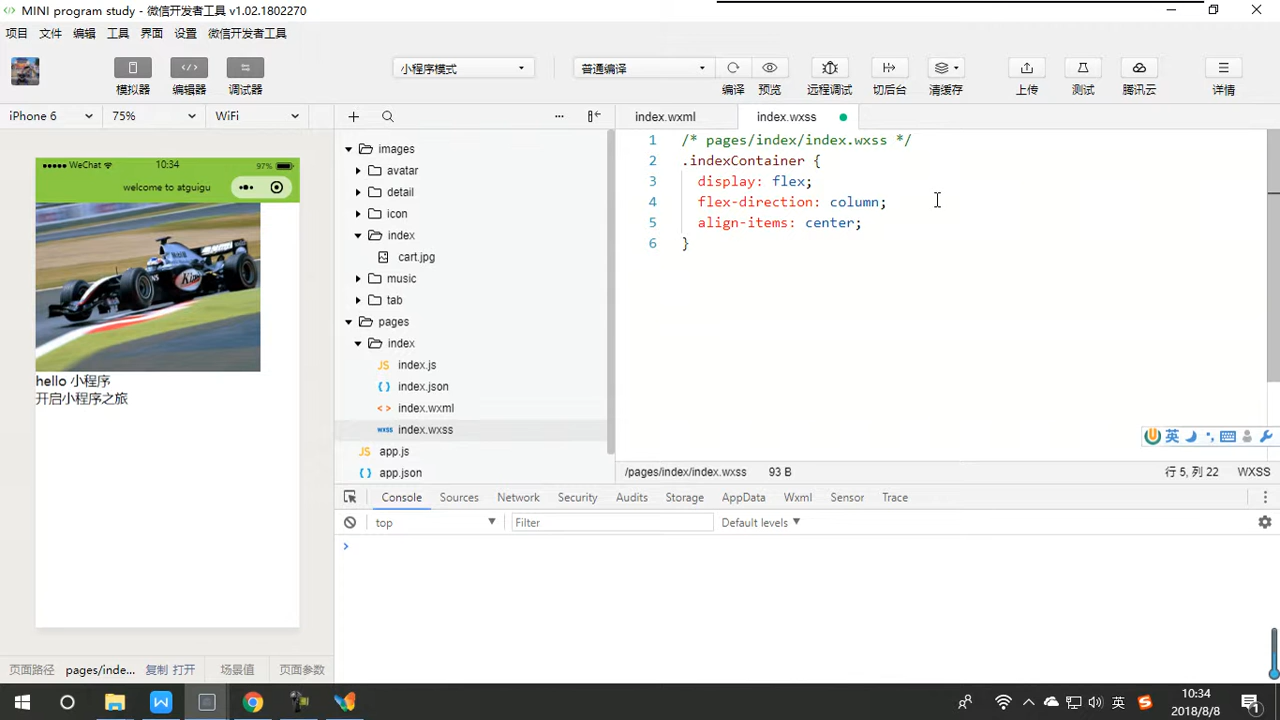 MINI program study - 微信开发者工具 v1.02.1802270
项目 文件 编辑 工具 界面 设置 微信开发者工具
模拟器 编辑器 调试器
小程序模式
普通编译
编译 预览 远程调试 切后台 清缓存 上传 测试 腾讯云 详情
iPhone 6 75% WiFi
WeChat 10:34 97%
welcome to atguigu
hello 小程序
开启小程序之旅
页面路径 pages/inde... 复制 打开 场景值 页面参数
images
avatar
detail
icon
index
cart.jpg
music
tab
pages
index
JS index.js
{ } index.json
< > index.wxml
wxss index.wxss
JS app.js
{ } app.json
index.wxml index.wxss
1 /* pages/index/index.wxss */
2 .indexContainer {
3 display: flex;
4 flex-direction: column;
5 align-items: center;
6 }
英
/pages/index/index.wxss 93 B 行 5, 列 22 WXSS
Console Sources Network Security Audits Storage AppData Wxml Sensor Trace
top Filter Default levels
>
英
10:34
2018/8/8
1